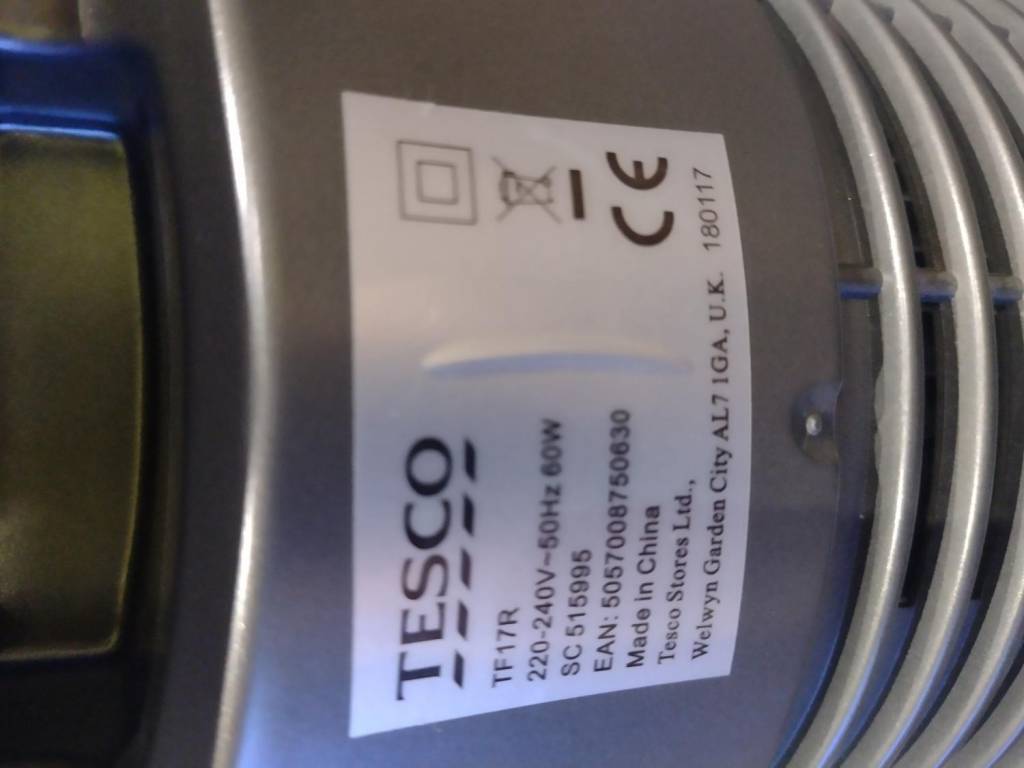 TESCO
TF17R
220-240V~50Hz 60W
SC 515995
EAN: 5057008750630
Made in China
Tesco Stores Ltd.,
Welwyn Garden City AL7 1GA, U.K. 180117
CE